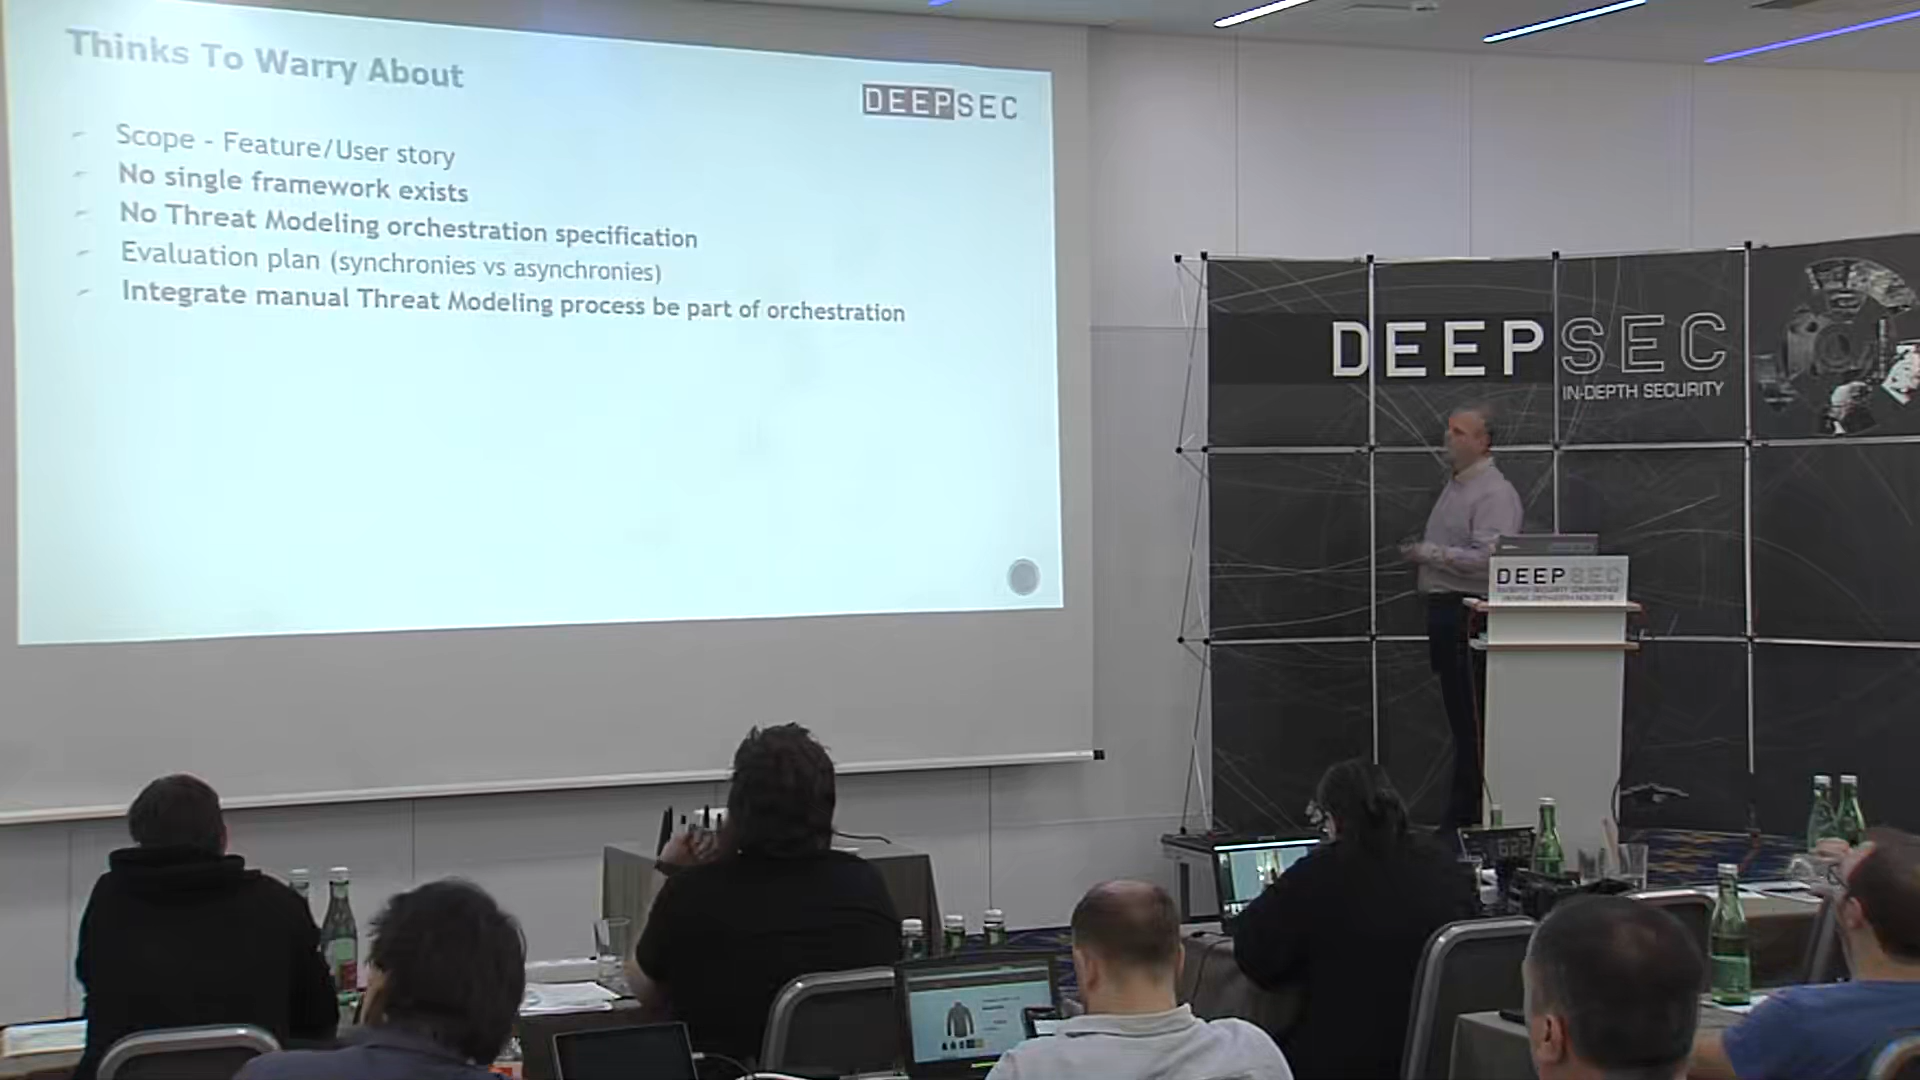 Thinks To Warry About
DEEPSEC
- Scope - Feature/User story
- No single framework exists
- No Threat Modeling orchestration specification
- Evaluation plan (synchronies vs asynchronies)
- Integrate manual Threat Modeling process be part of orchestration
DEEPSEC
IN-DEPTH SECURITY
DEEPSEC
622